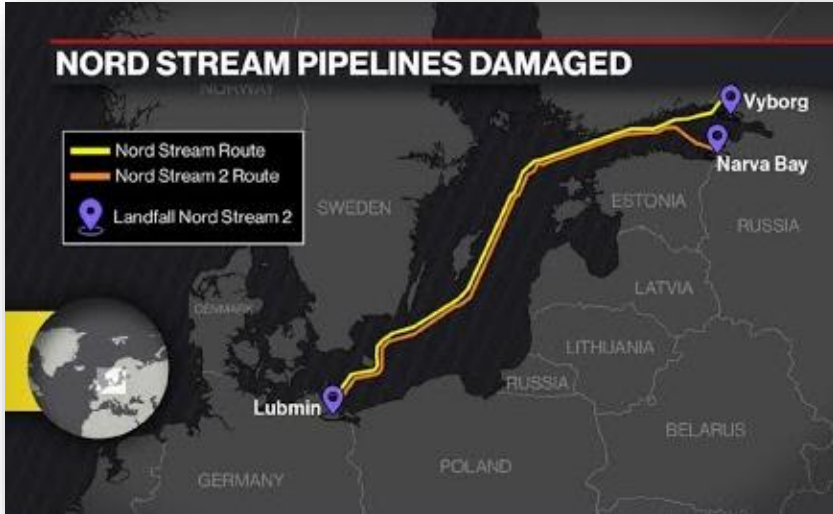 NORD STREAM PIPELINES DAMAGED
NORWAY
Vyborg
Nord Stream Route
Nord Stream 2 Route
Narva Bay
Landfall Nord Stream 2
SWEDEN
ESTONIA
RUSSIA
LATVIA
DENMARK
LITHUANIA
RUSSIA
Lubmin
BELARUS
GERMANY
POLAND